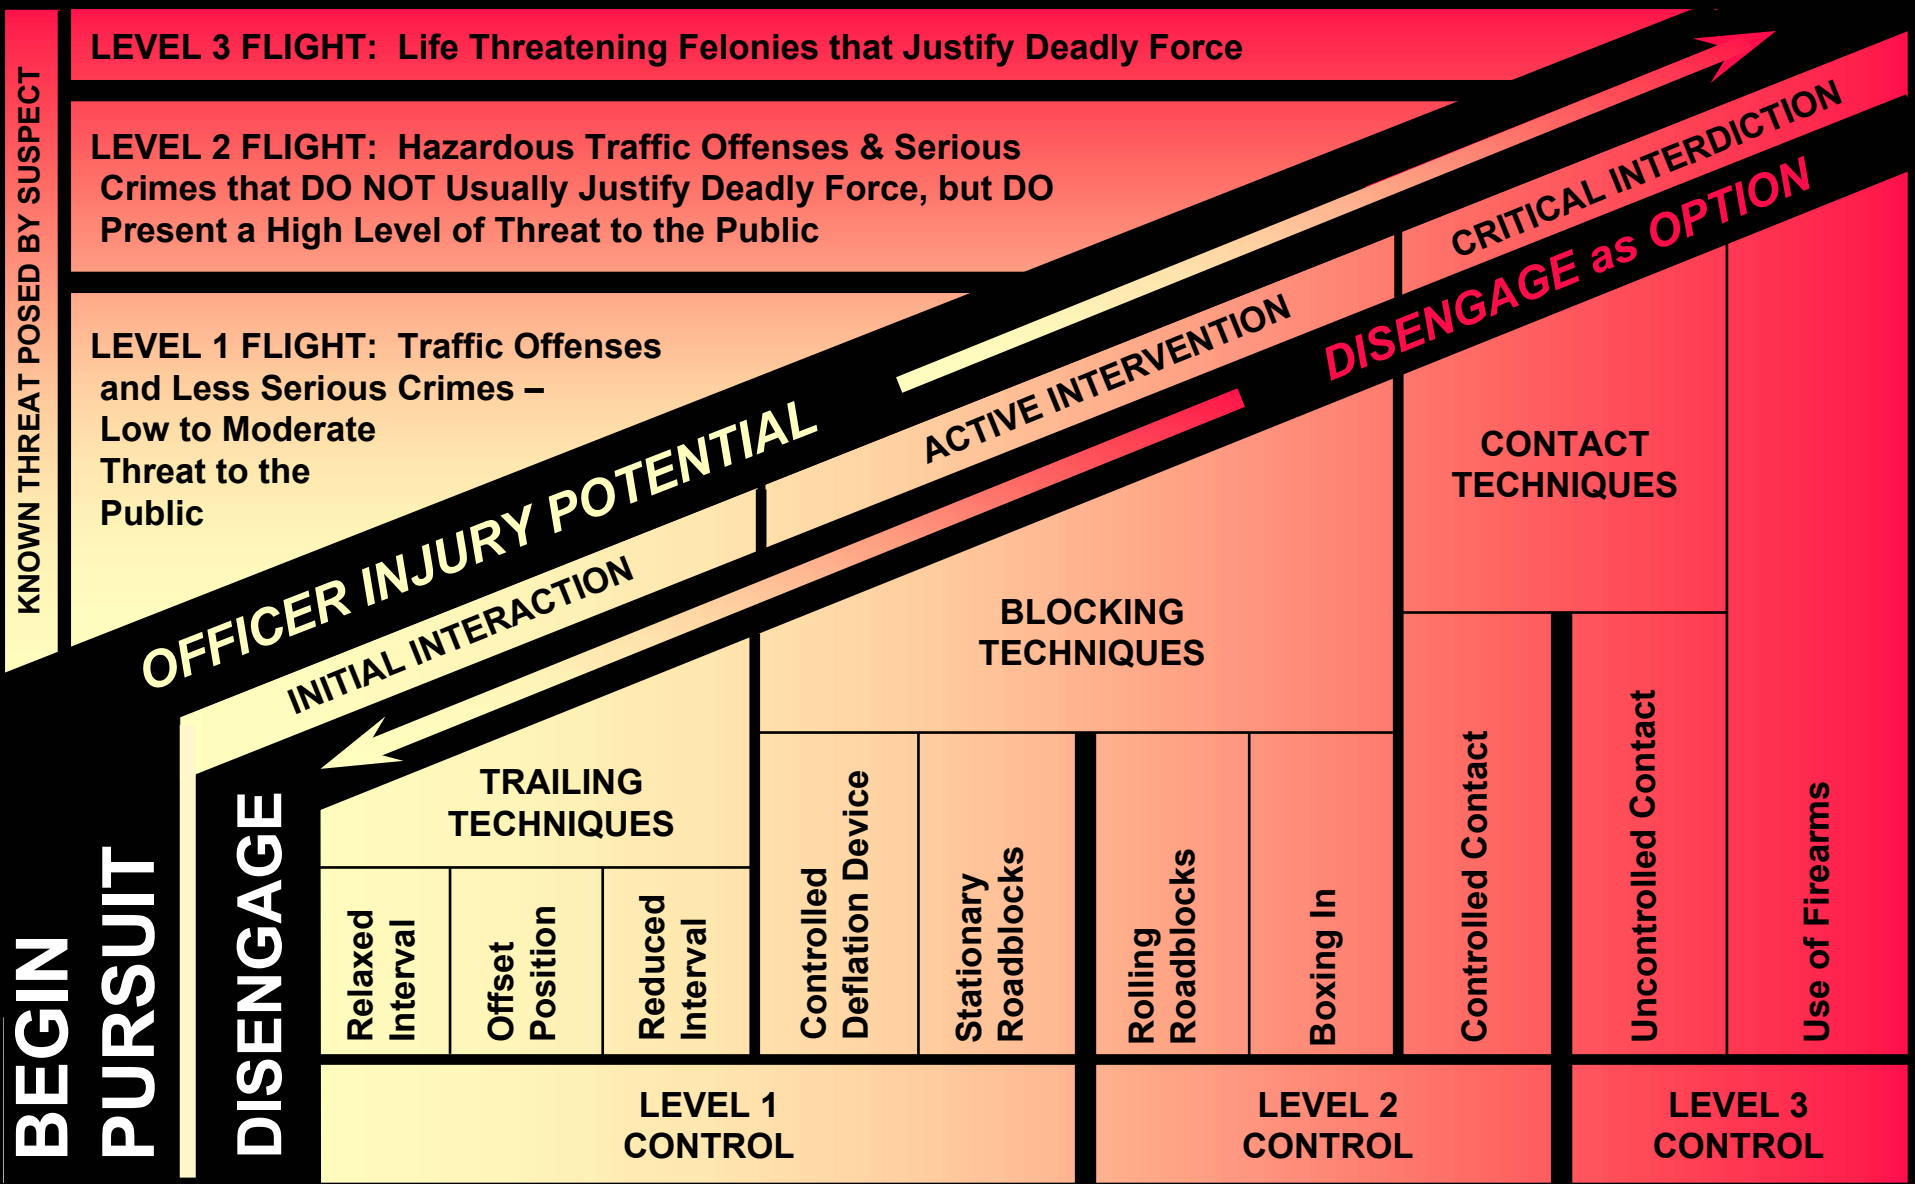 KNOWN THREAT POSED BY SUSPECT
LEVEL 3 FLIGHT: Life Threatening Felonies that Justify Deadly Force
LEVEL 2 FLIGHT: Hazardous Traffic Offenses & Serious
Crimes that DO NOT Usually Justify Deadly Force, but DO
Present a High Level of Threat to the Public
LEVEL 1 FLIGHT: Traffic Offenses
and Less Serious Crimes –
Low to Moderate
Threat to the
Public
OFFICER INJURY POTENTIAL
INITIAL INTERACTION
ACTIVE INTERVENTION
CRITICAL INTERDICTION
DISENGAGE as OPTION
BEGIN
PURSUIT
DISENGAGE
TRAILING
TECHNIQUES
BLOCKING
TECHNIQUES
CONTACT
TECHNIQUES
Relaxed
Interval
Offset
Position
Reduced
Interval
Controlled
Deflation Device
Stationary
Roadblocks
Rolling
Roadblocks
Boxing In
Controlled Contact
Uncontrolled Contact
Use of Firearms
LEVEL 1
CONTROL
LEVEL 2
CONTROL
LEVEL 3
CONTROL